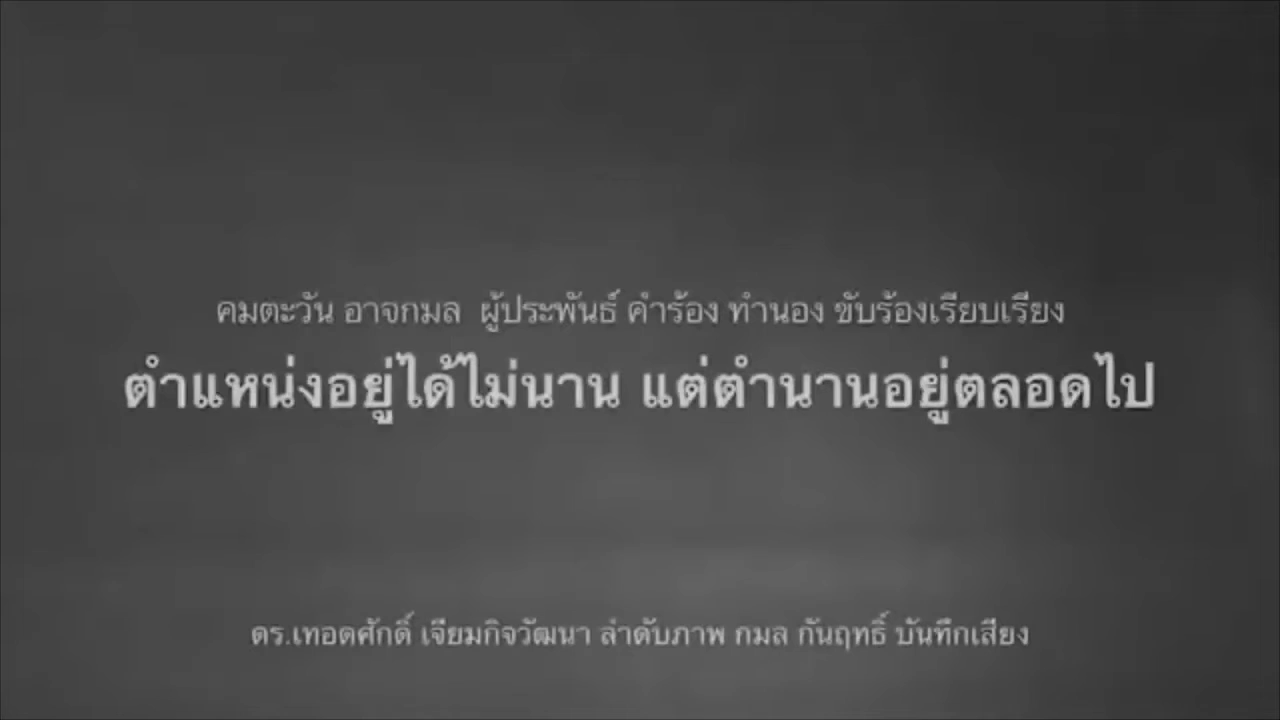 คมตะวัน อาจกมล ผู้ประพันธ์ คำร้อง ทำนอง ขับร้องเรียบเรียง
ตำแหน่งอยู่ได้ไม่นาน แต่ตำนานอยู่ตลอดไป
ดร.เทอดศักดิ์ เจียมกิจวัฒนา ลำดับภาพ กมล กันฤทธิ์ บันทึกเสียง